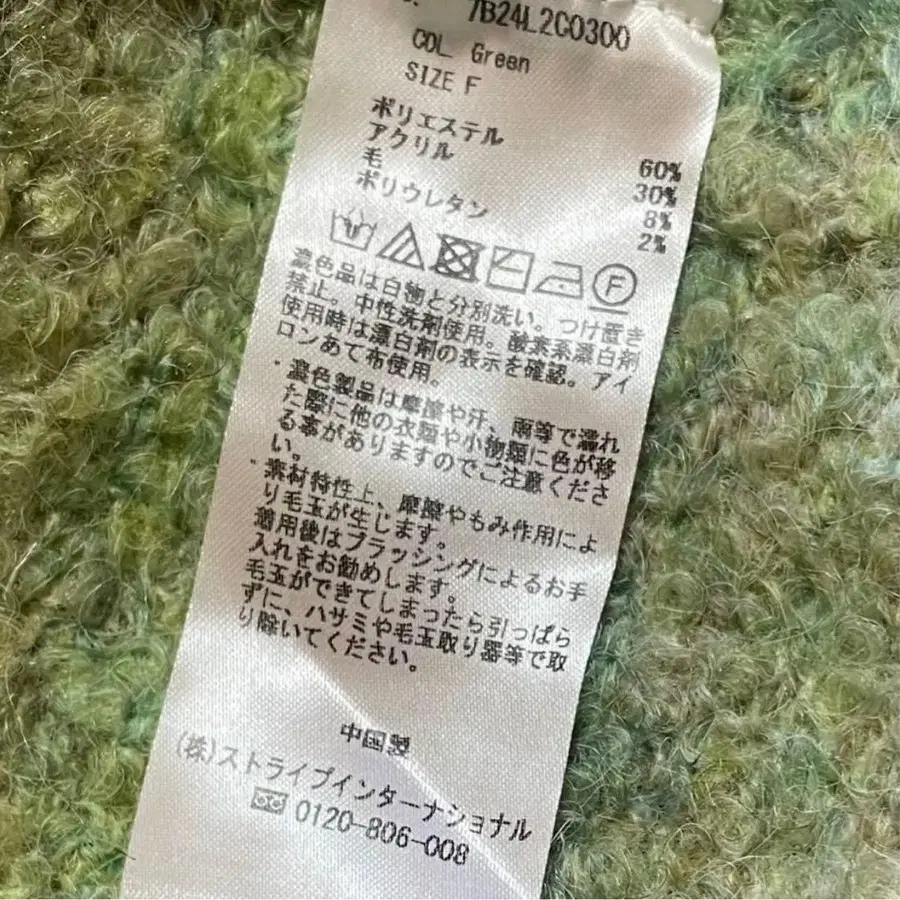 7B24L2C0300
COL Green
SIZE F
ポリエステル 60%
アクリル 30%
毛 8%
ポリウレタン 2%
F
濃色品は白物と分別洗い。つけ置き
禁止。中性洗剤使用。酸素系漂白剤
使用時は漂白剤の表示を確認。アイ
ロンあて布使用。
・濃色製品は摩擦や汗、雨等で濡れ
た際に他の衣類や小物類に色が移
る事がありますのでご注意くださ
い。
・素材特性上、摩擦やもみ作用によ
り毛玉が生じます。
着用後はブラッシングによるお手
入れをお勧めします。
毛玉ができてしまったら引っぱら
ずに、ハサミや毛玉取り器等で取
り除いてください。
中国製
(株)ストライプインターナショナル
0120-806-008